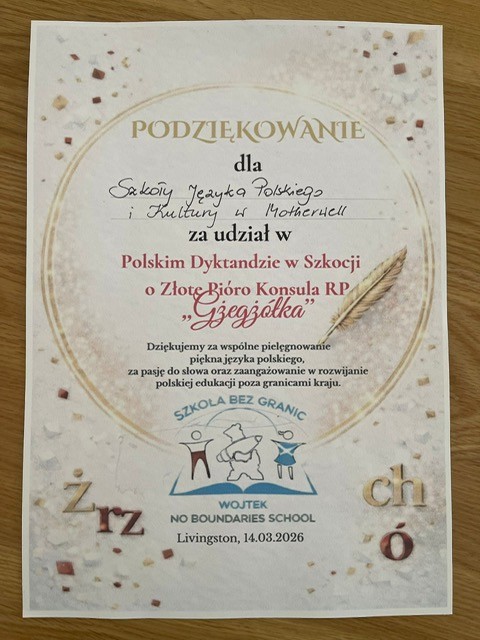 PODZIĘKOWANIE
dla
Szkoły Języka Polskiego
i Kultury w Motherwell
za udział w
Polskim Dyktandzie w Szkocji
o Złote Pióro Konsula RP
„Gżegżółka”
Dziękujemy za wspólne pielęgnowanie
piękna języka polskiego,
za pasję do słowa oraz zaangażowanie w rozwijanie
polskiej edukacji poza granicami kraju.
SZKOŁA BEZ GRANIC
WOJTEK
NO BOUNDARIES SCHOOL
Livingston, 14.03.2026
ż
rz
ch
ó